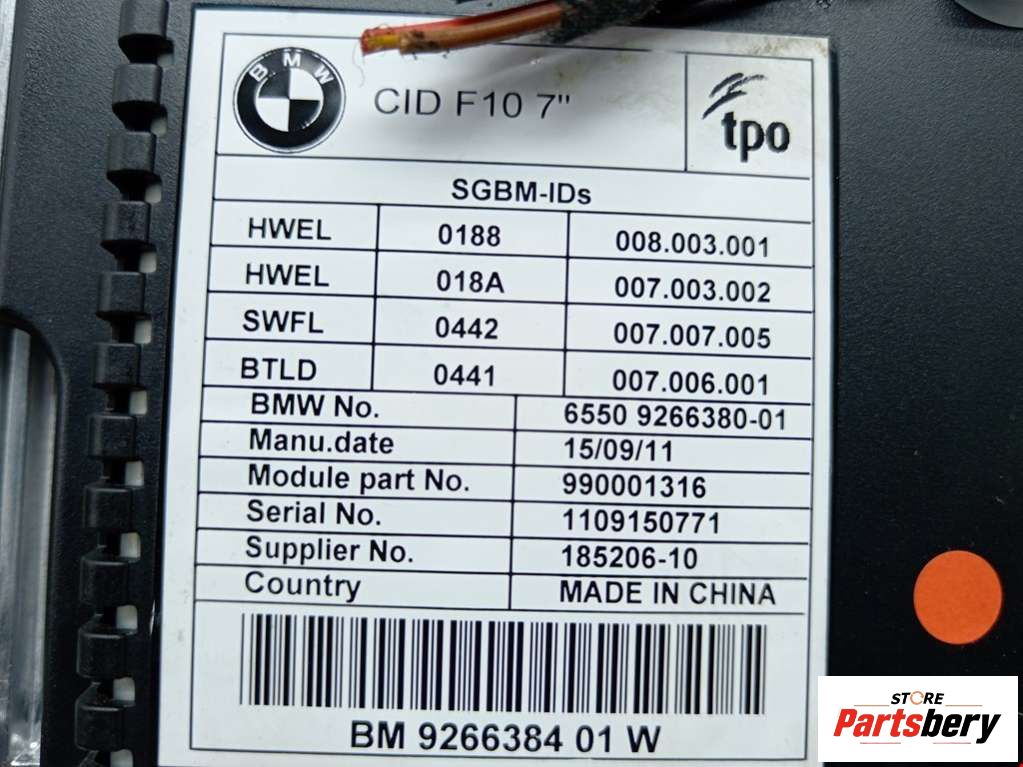 BMW CID F10 7" tpo
SGBM-IDs
HWEL 0188 008.003.001
HWEL 018A 007.003.002
SWFL 0442 007.007.005
BTLD 0441 007.006.001
BMW No. 6550 9266380-01
Manu.date 15/09/11
Module part No. 990001316
Serial No. 1109150771
Supplier No. 185206-10
Country MADE IN CHINA
BM 9266384 01 W
STORE
Partsbery